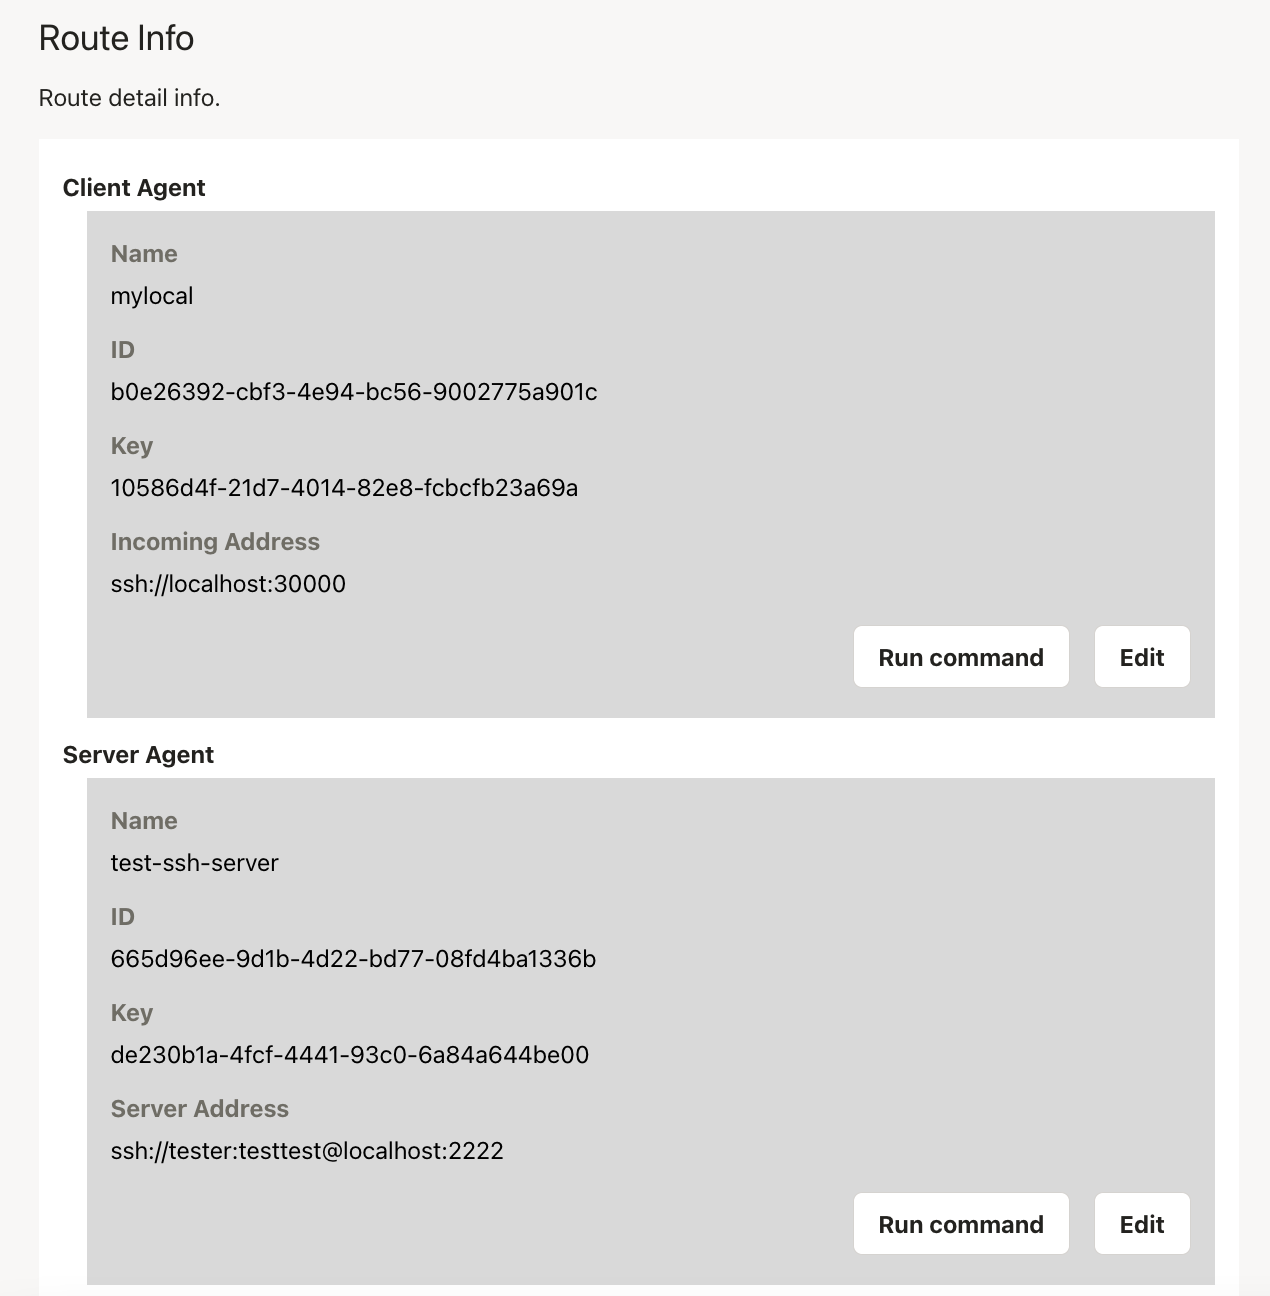 Route Info
Route detail info.
Client Agent
Name
mylocal
ID
b0e26392-cbf3-4e94-bc56-9002775a901c
Key
10586d4f-21d7-4014-82e8-fcbcfb23a69a
Incoming Address
ssh://localhost:30000
Run command Edit
Server Agent
Name
test-ssh-server
ID
665d96ee-9d1b-4d22-bd77-08fd4ba1336b
Key
de230b1a-4fcf-4441-93c0-6a84a644be00
Server Address
ssh://tester:testtest@localhost:2222
Run command Edit